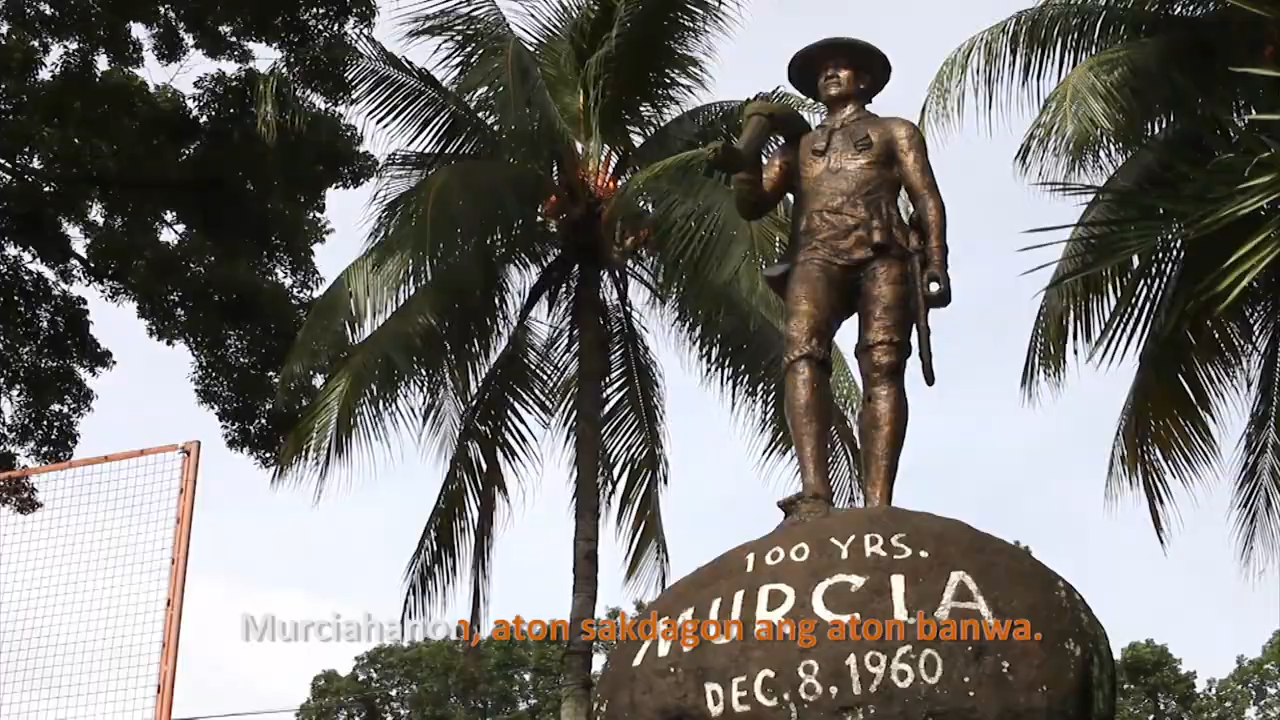 100 YRS.
MURCIA
Murciahanon, aton sakdagon ang aton banwa.
DEC. 8, 1960